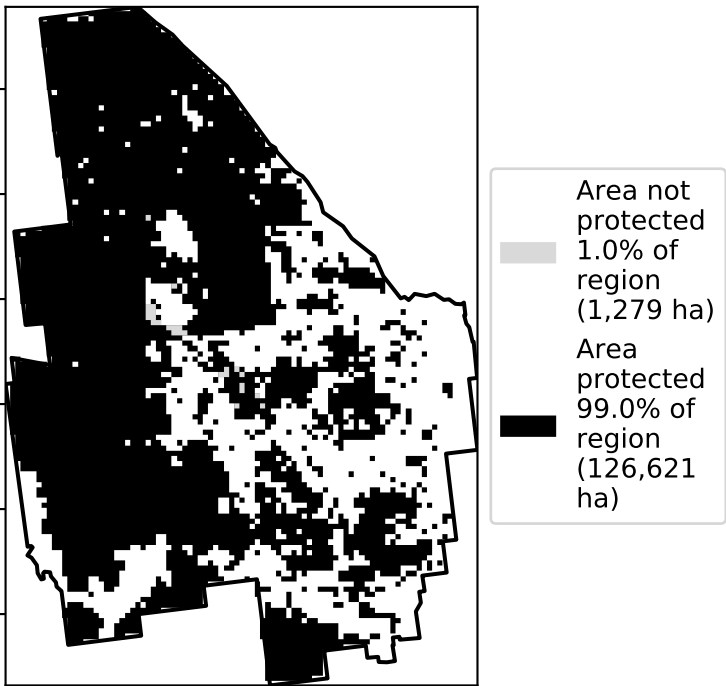 Area not
protected
1.0% of
region
(1,279 ha)
Area
protected
99.0% of
region
(126,621
ha)